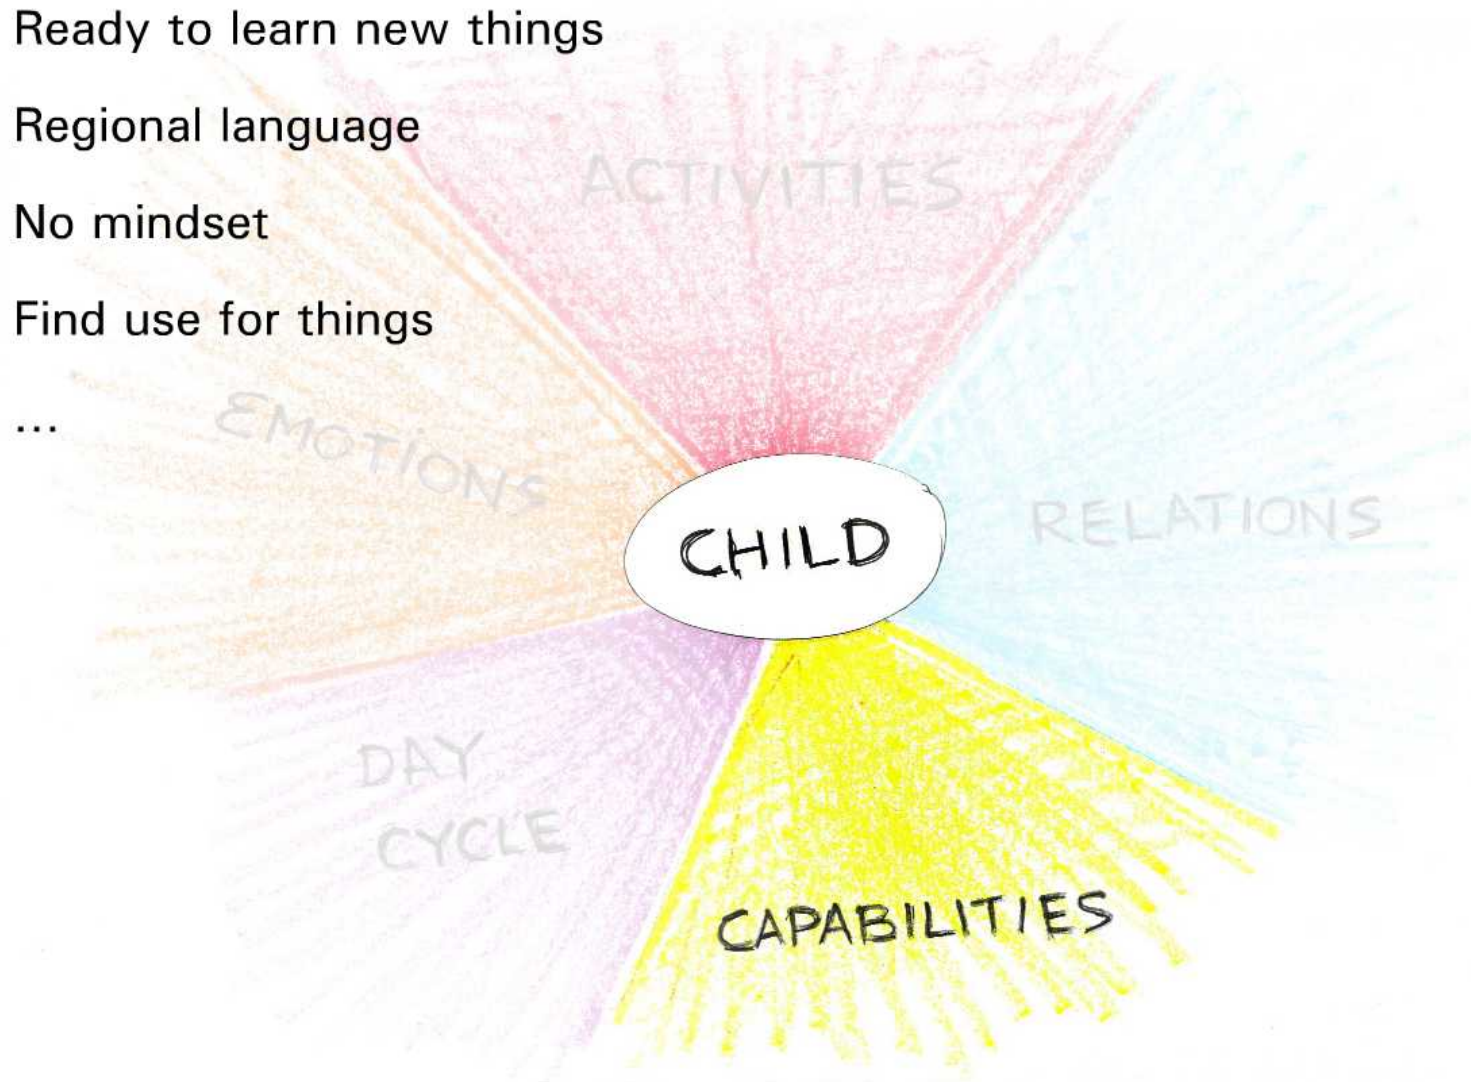 Ready to learn new things
Regional language
No mindset
Find use for things
...
ACTIVITIES
EMOTIONS
RELATIONS
CHILD
DAY
CYCLE
CAPABILITIES